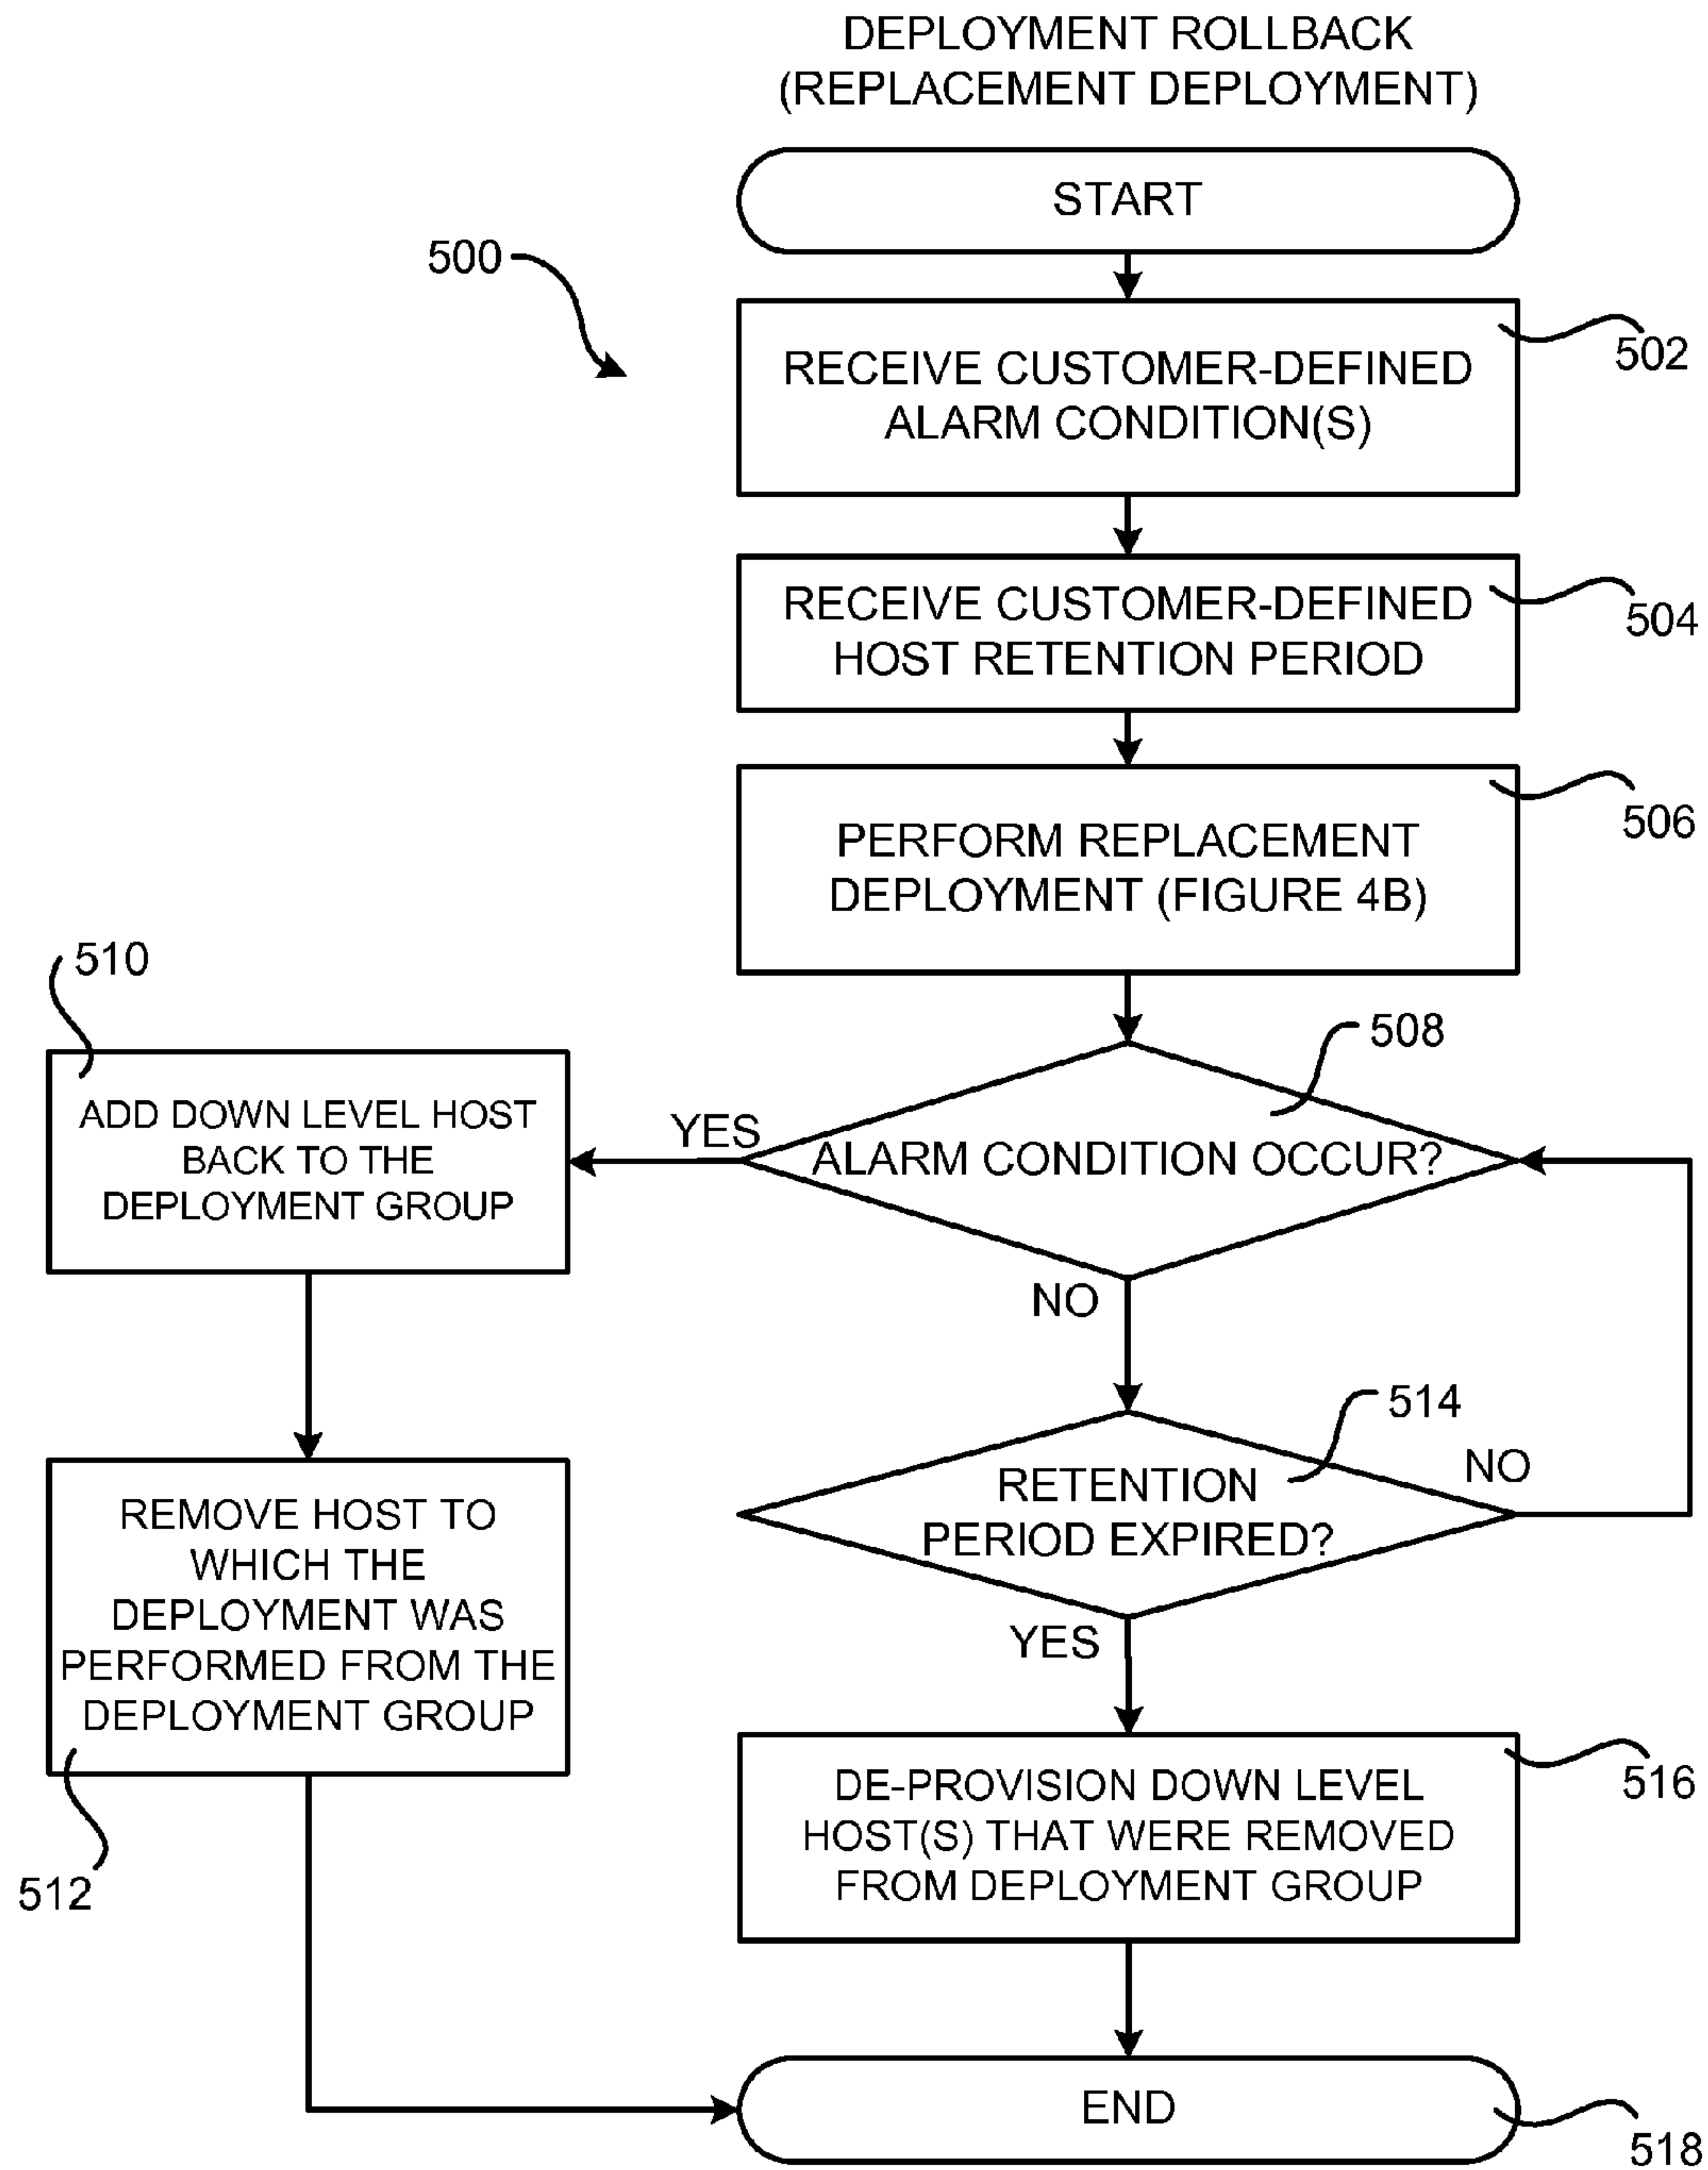 DEPLOYMENT ROLLBACK
(REPLACEMENT DEPLOYMENT)
START
500
RECEIVE CUSTOMER-DEFINED
ALARM CONDITION(S)
502
RECEIVE CUSTOMER-DEFINED
HOST RETENTION PERIOD
504
PERFORM REPLACEMENT
DEPLOYMENT (FIGURE 4B)
506
508
ALARM CONDITION OCCUR?
YES
NO
510
ADD DOWN LEVEL HOST
BACK TO THE
DEPLOYMENT GROUP
REMOVE HOST TO
WHICH THE
DEPLOYMENT WAS
PERFORMED FROM THE
DEPLOYMENT GROUP
512
514
RETENTION
PERIOD EXPIRED?
NO
YES
DE-PROVISION DOWN LEVEL
HOST(S) THAT WERE REMOVED
FROM DEPLOYMENT GROUP
516
END
518